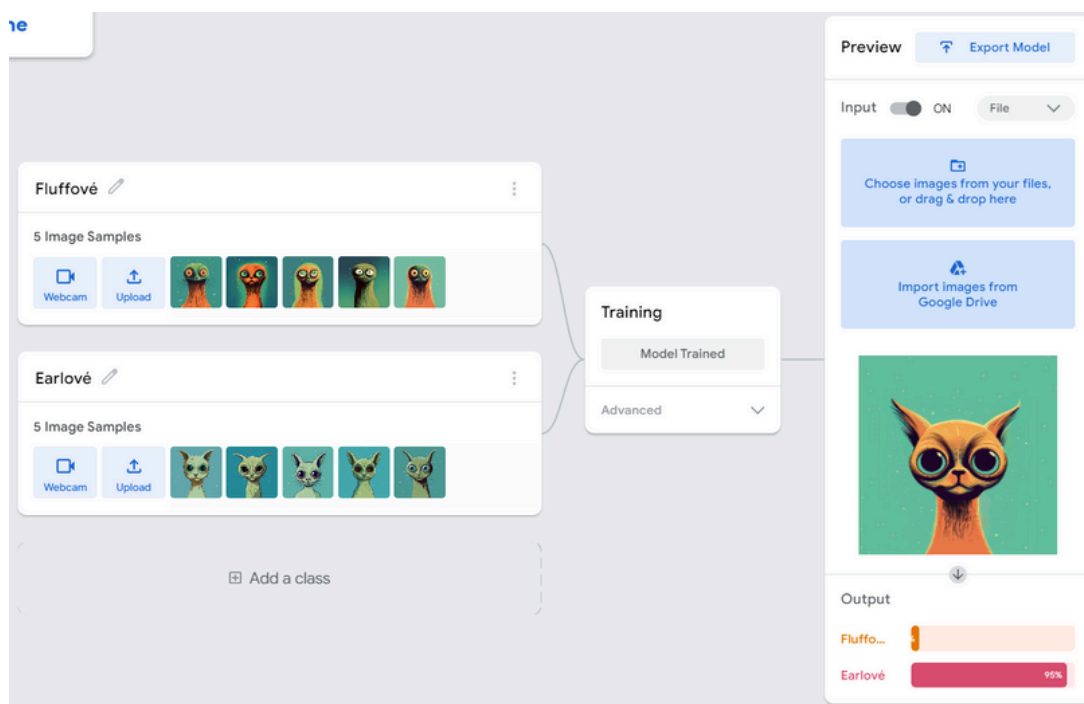 ne
Fluffové
5 Image Samples
Webcam
Upload
Earlové
5 Image Samples
Webcam
Upload
Add a class
Training
Model Trained
Advanced
Preview
Export Model
Input
ON
File
Choose images from your files,
or drag & drop here
Import images from
Google Drive
Output
Fluffo...
Earlové
95%